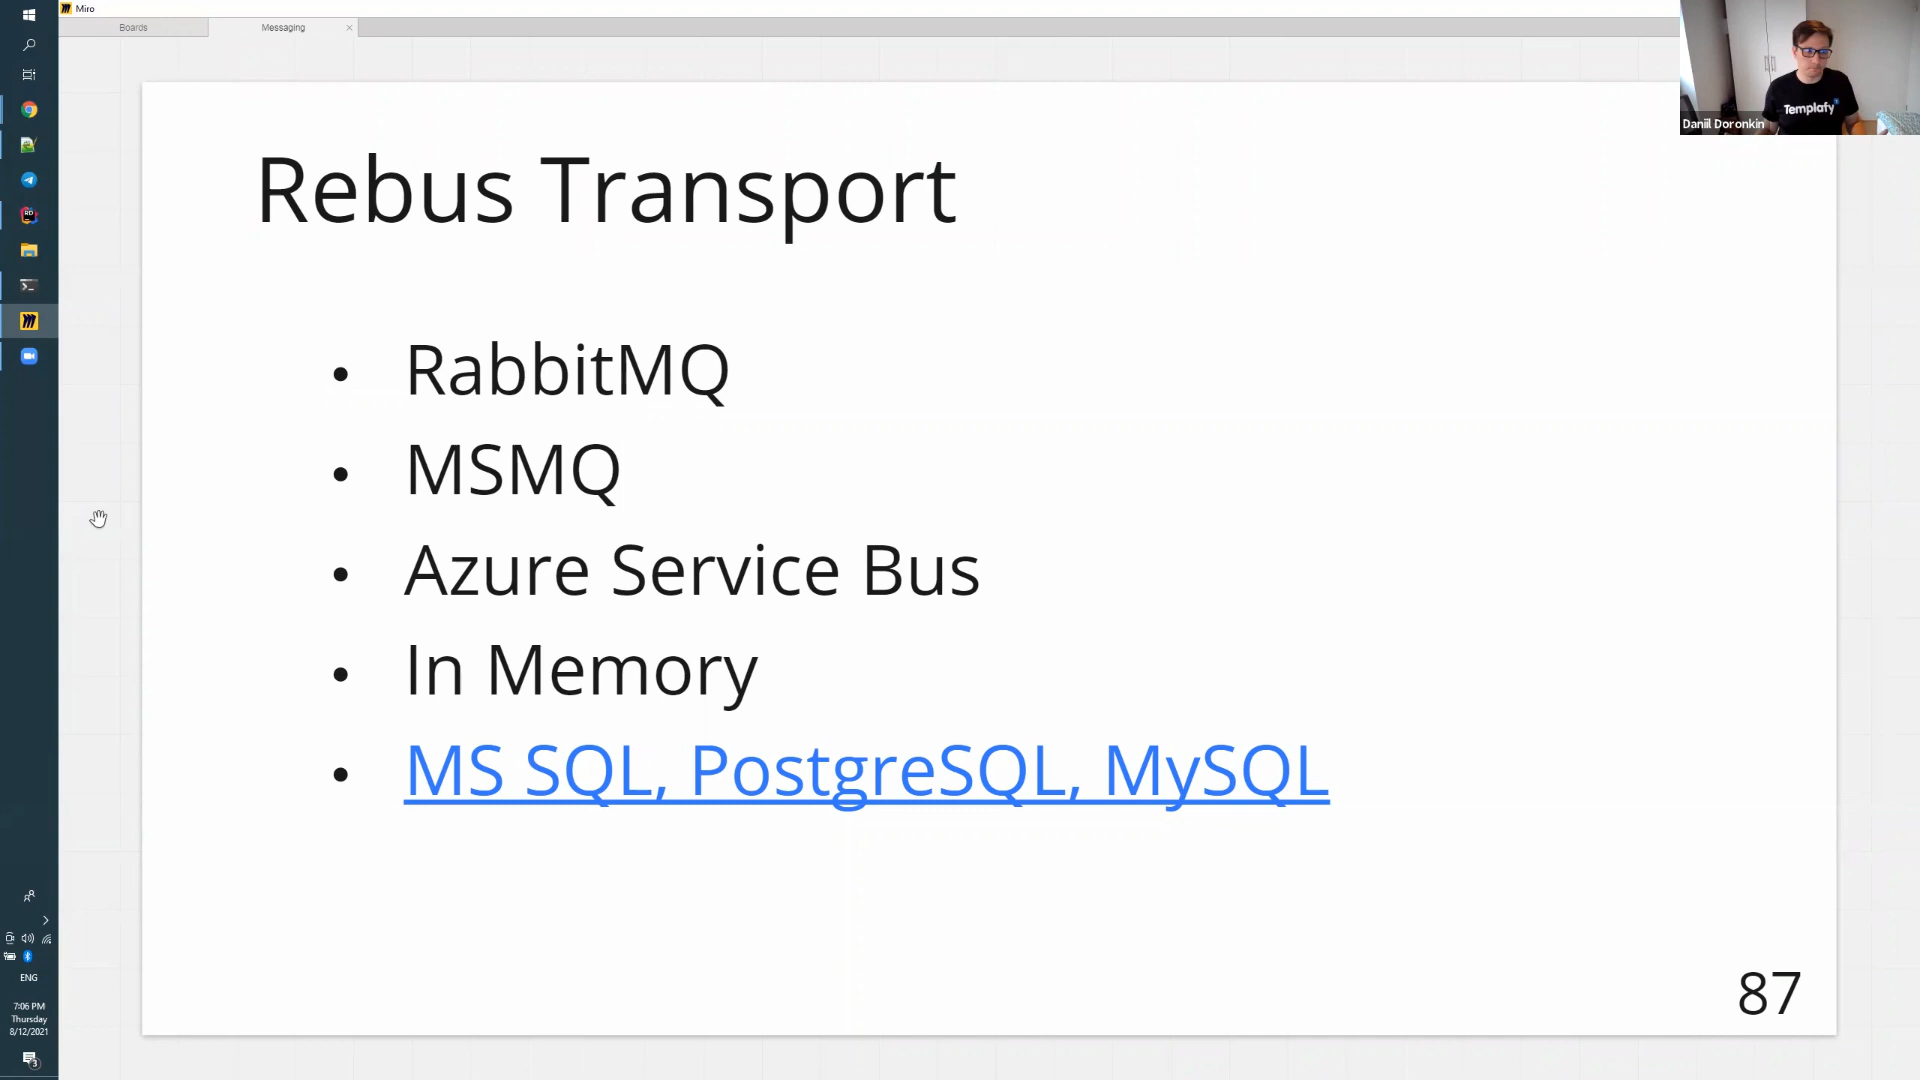 Miro
Boards
Messaging
Templafy
Daniil Doronkin
Rebus Transport
• RabbitMQ
• MSMQ
• Azure Service Bus
• In Memory
• MS SQL, PostgreSQL, MySQL
87
ENG
7:06 PM
Thursday
8/12/2021
3